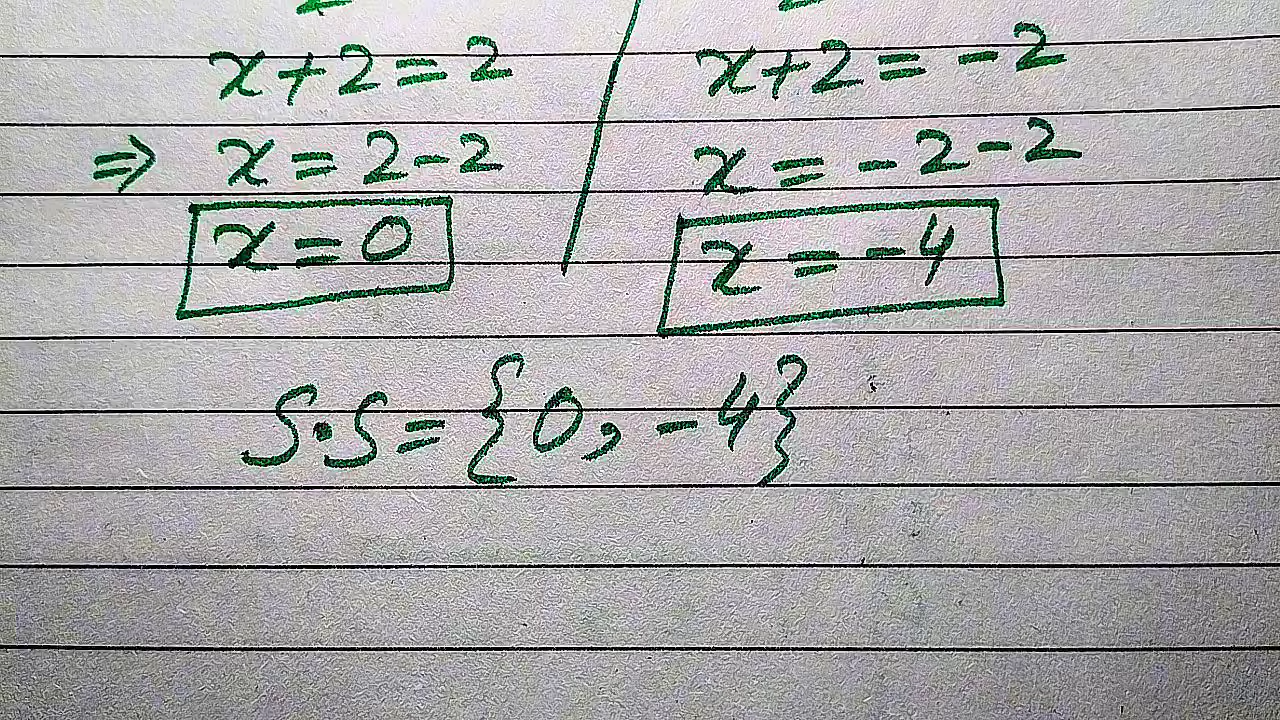 x+2=2 x+2=-2
⇒ x=2-2 x=-2-2
x=0 x=-4
S.S={0,-4}